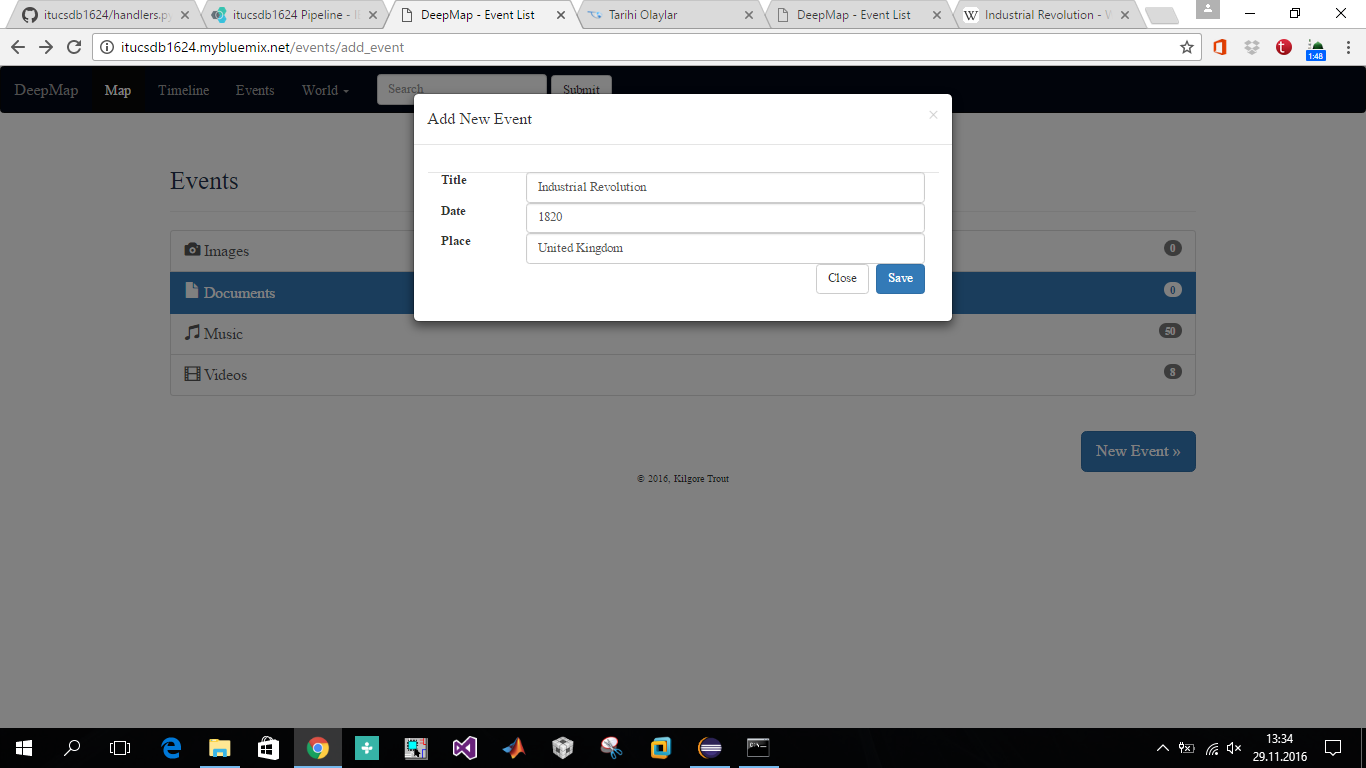 itucsdb1624/handlers.py
itucsdb1624 Pipeline - I
DeepMap - Event List
Tarihi Olaylar
DeepMap - Event List
Industrial Revolution - W
itucsdb1624.mybluemix.net/events/add_event
1:48
DeepMap Map Timeline Events World Search Submit
Add New Event ×
Events
Title Industrial Revolution
Date 1820
Place United Kingdom
Close Save
Images 0
Documents 0
Music 50
Videos 8
New Event »
© 2016, Kilgore Trout
13:34
29.11.2016